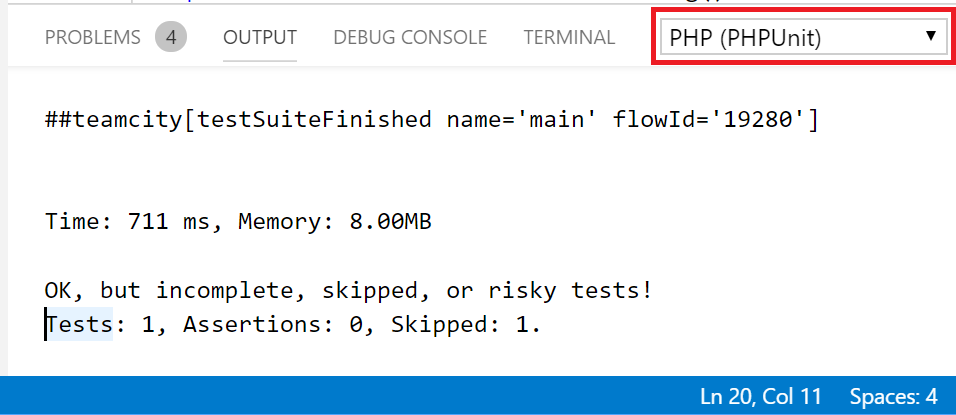 PROBLEMS 4 OUTPUT DEBUG CONSOLE TERMINAL PHP (PHPUnit)
##teamcity[testSuiteFinished name='main' flowId='19280']
Time: 711 ms, Memory: 8.00MB
OK, but incomplete, skipped, or risky tests!
Tests: 1, Assertions: 0, Skipped: 1.
Ln 20, Col 11 Spaces: 4